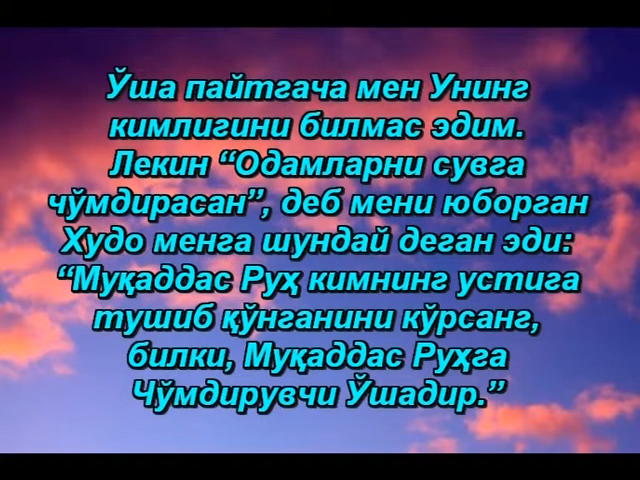 Ўша пайтгача мен Унинг
кимлигини билмас эдим.
Лекин “Одамларни сувга
чўмдирасан”, деб мени юборган
Худо менга шундай деган эди:
“Муқаддас Руҳ кимнинг устига
тушиб қўнганини кўрсанг,
билки, Муқаддас Руҳга
Чўмдирувчи Ўшадир.”